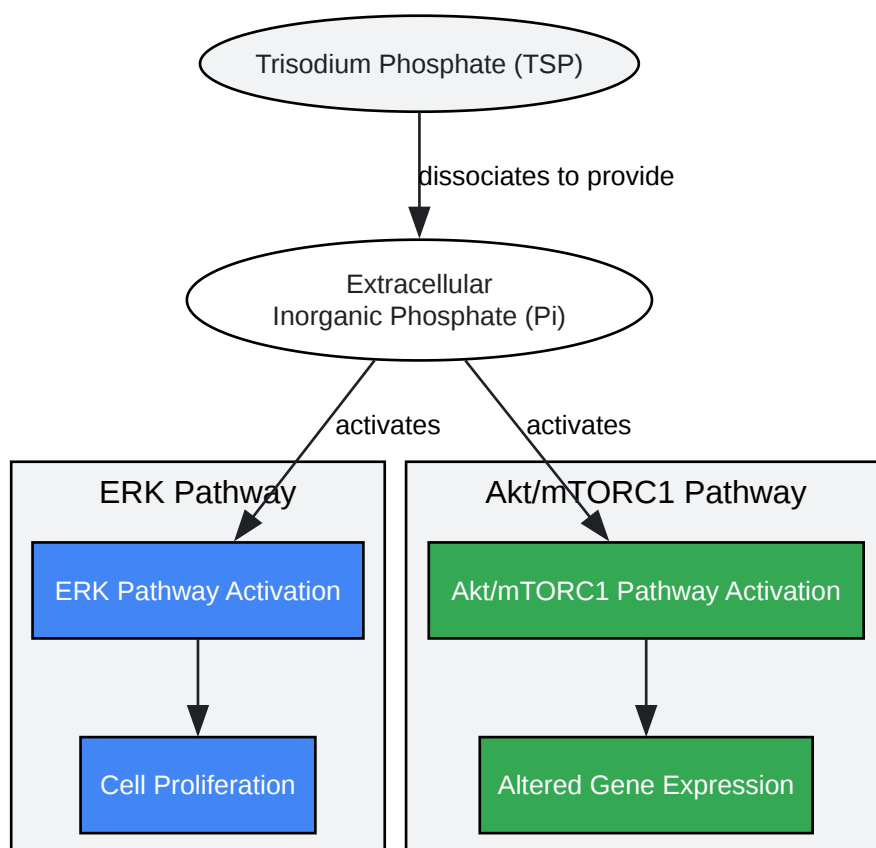 Trisodium Phosphate (TSP)
dissociates to provide
Extracellular
Inorganic Phosphate (Pi)
activates
activates
ERK Pathway
Akt/mTORC1 Pathway
ERK Pathway Activation
Akt/mTORC1 Pathway Activation
Cell Proliferation
Altered Gene Expression